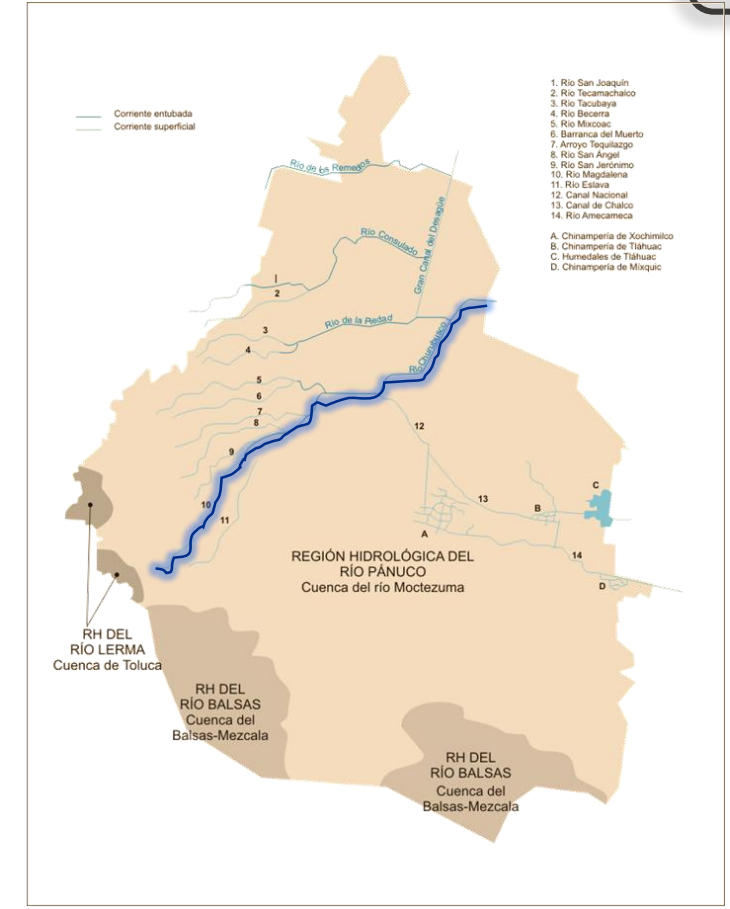 Corriente entubada
Corriente superficial
1. Río San Joaquín
2. Río Tecamachalco
3. Río Tacubaya
4. Río Becerra
5. Río Mixcoac
6. Barranca del Muerto
7. Arroyo Tequilazgo
8. Río San Ángel
9. Río San Jerónimo
10. Río Magdalena
11. Río Eslava
12. Canal Nacional
13. Canal de Chalco
14. Río Amecameca
A. Chinampería de Xochimilco
B. Chinampería de Tláhuac
C. Humedales de Tláhuac
D. Chinampería de Mixquic
Río de los Remedios
Río Consulado
Gran Canal del Desagüe
1
2
Río de la Piedad
Río Churubusco
3
4
5
6
7
8
9
10
11
12
13
14
A
B
C
D
REGIÓN HIDROLÓGICA DEL
RÍO PÁNUCO
Cuenca del río Moctezuma
RH DEL
RÍO LERMA
Cuenca de Toluca
RH DEL
RÍO BALSAS
Cuenca del
Balsas-Mezcala
RH DEL
RÍO BALSAS
Cuenca del
Balsas-Mezcala